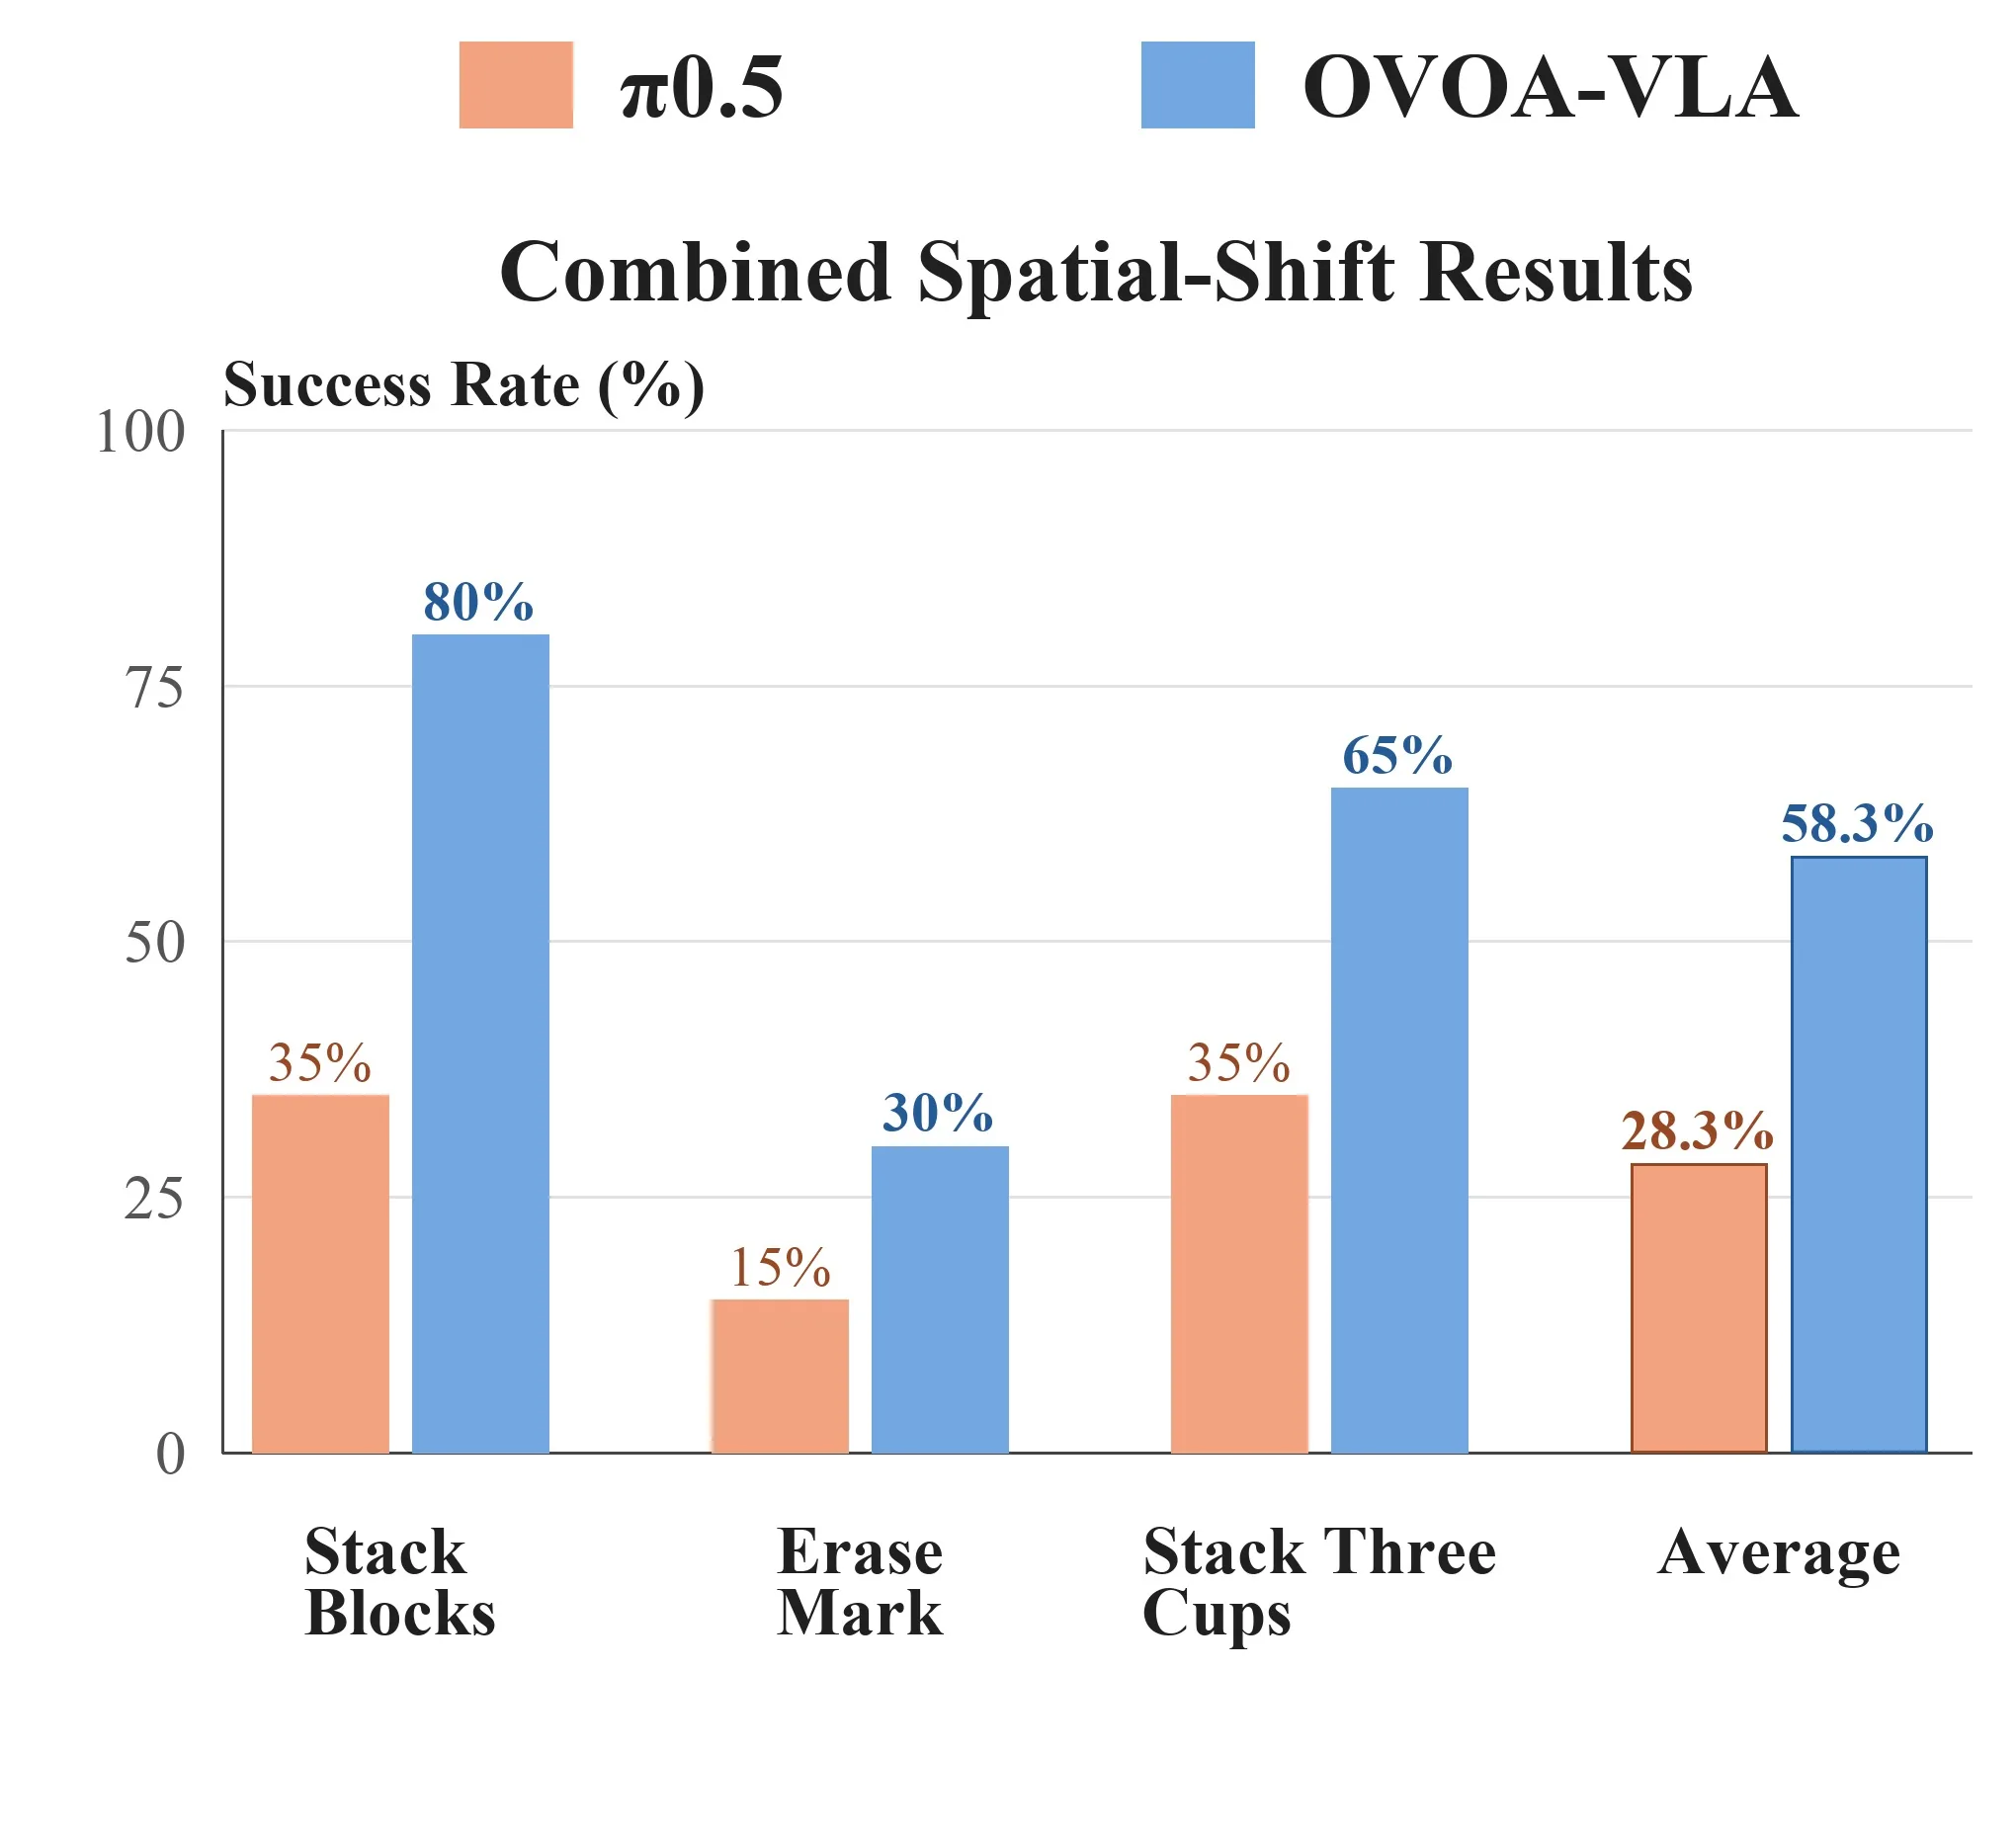 π0.5
OVOA-VLA
Combined Spatial-Shift Results
Success Rate (%)
100
75
50
25
0
35%
80%
15%
30%
35%
65%
28.3%
58.3%
Stack
Blocks
Erase
Mark
Stack Three
Cups
Average